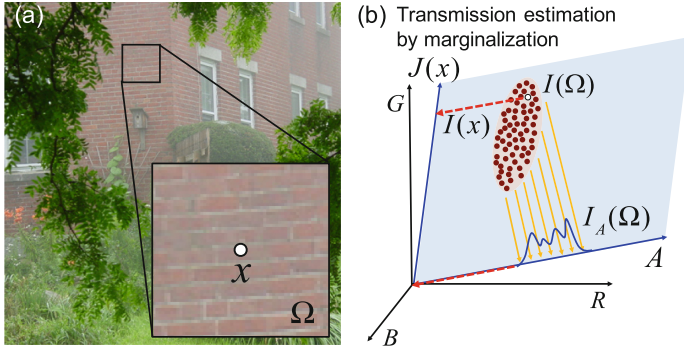 (a)
x
Ω
(b) Transmission estimation
by marginalization
J(x)
G
I(Ω)
I(x)
I_A(Ω)
A
R
B